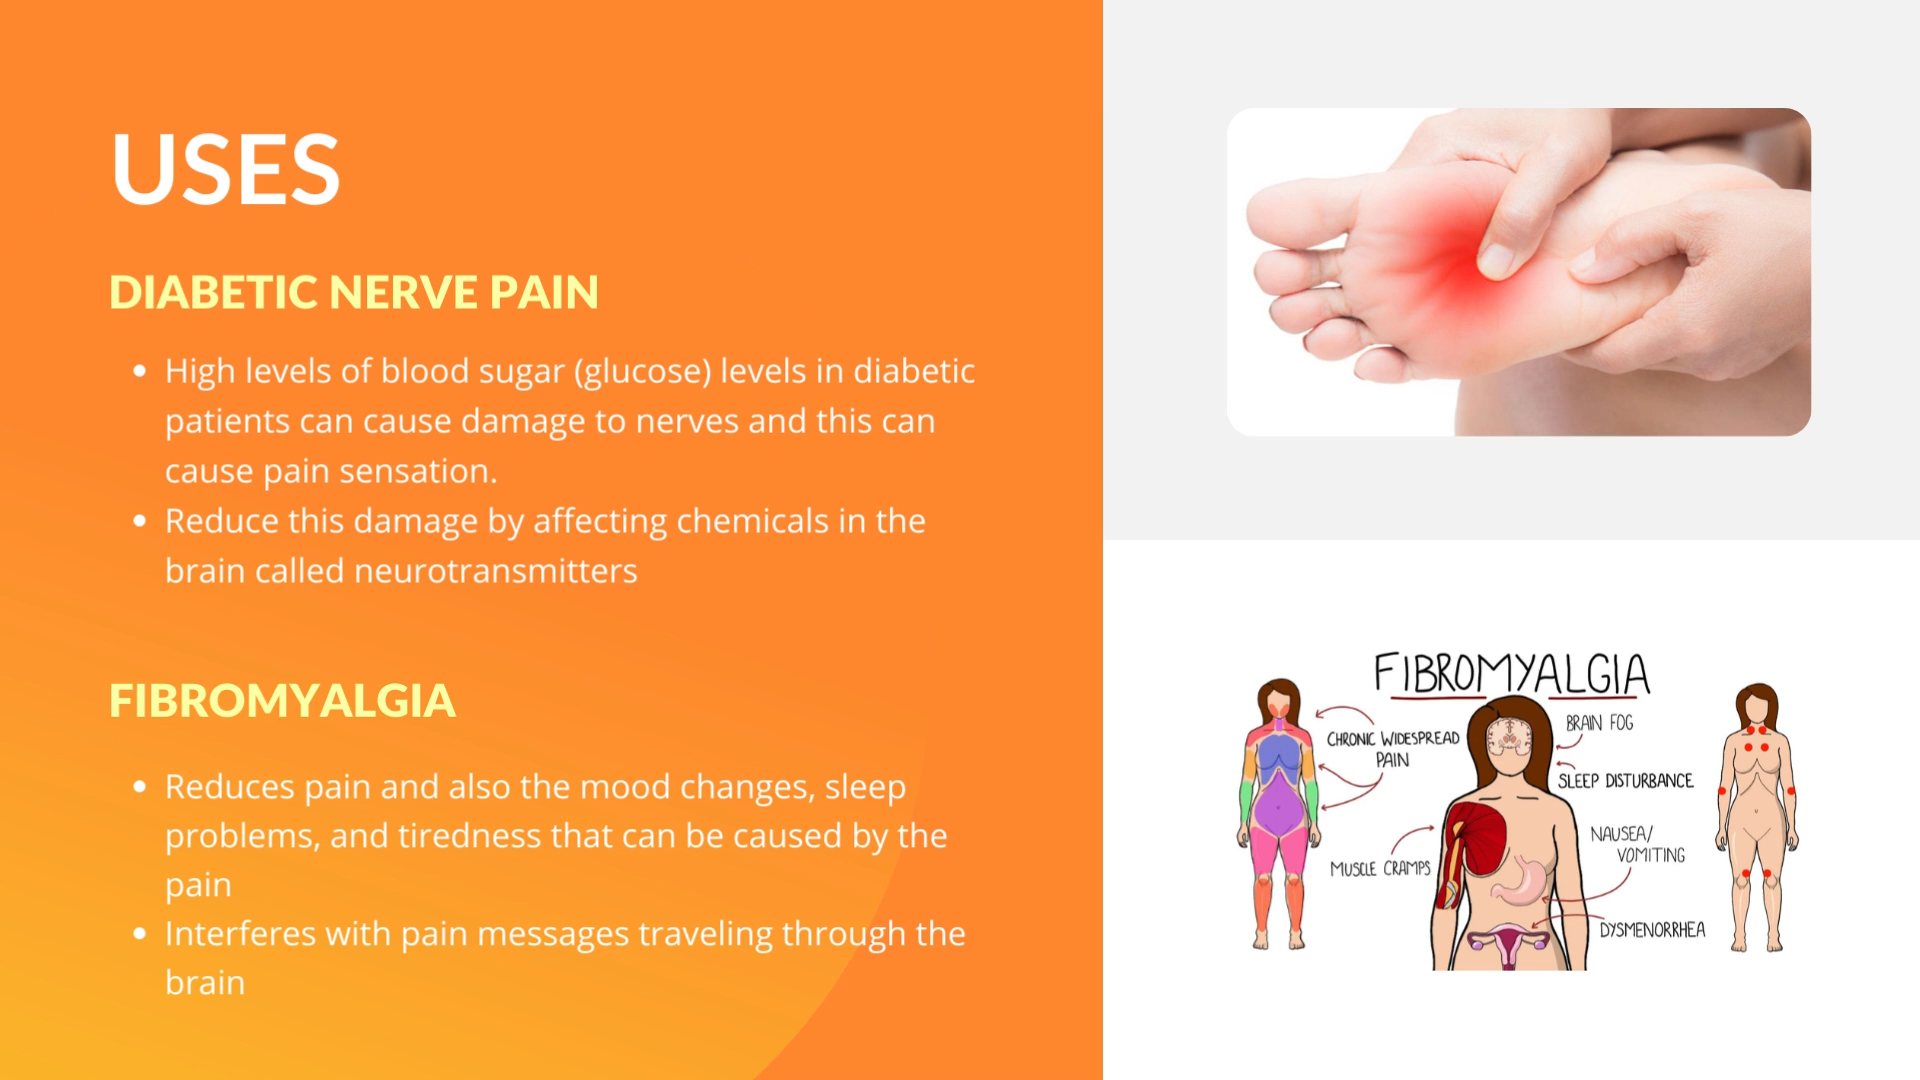 USES
DIABETIC NERVE PAIN
• High levels of blood sugar (glucose) levels in diabetic
patients can cause damage to nerves and this can
cause pain sensation.
• Reduce this damage by affecting chemicals in the
brain called neurotransmitters
FIBROMYALGIA
• Reduces pain and also the mood changes, sleep
problems, and tiredness that can be caused by the
pain
• Interferes with pain messages traveling through the
brain
FIBROMYALGIA
CHRONIC WIDESPREAD
PAIN
MUSCLE CRAMPS
BRAIN FOG
SLEEP DISTURBANCE
NAUSEA/
VOMITING
DYSMENORRHEA